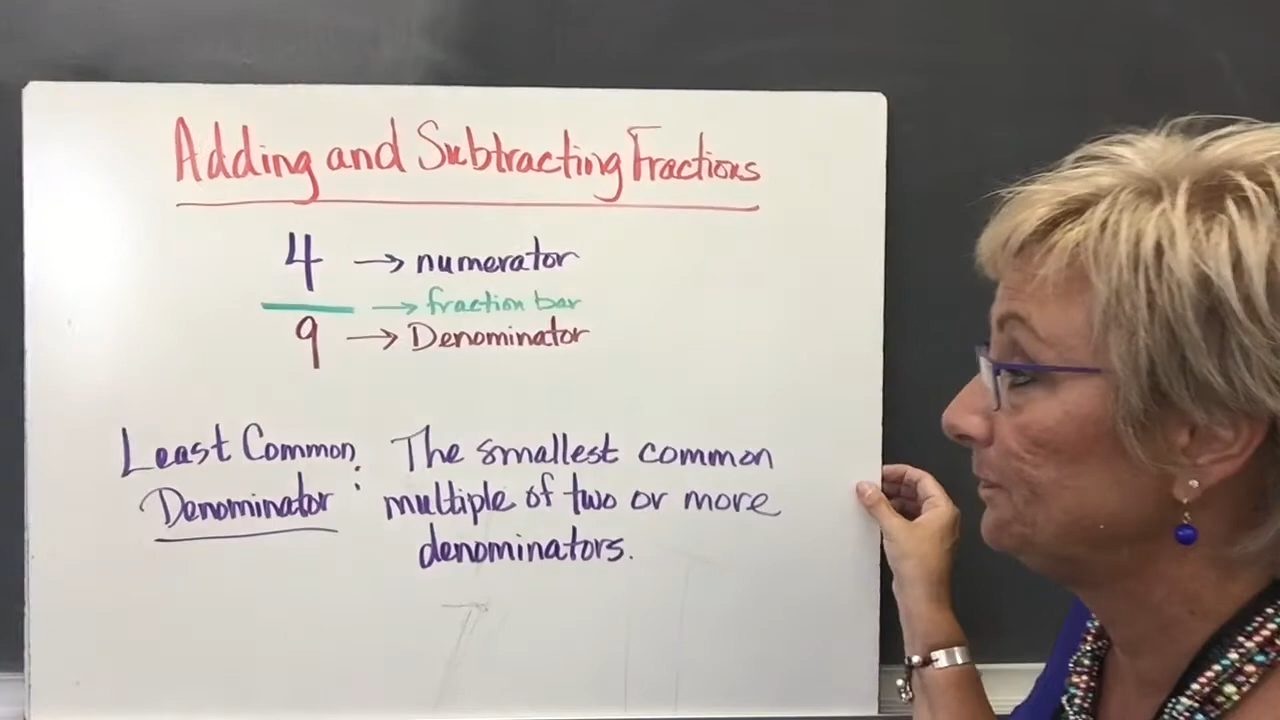 Adding and Subtracting Fractions
4 → numerator
→ fraction bar
9 → Denominator
Least Common
Denominator :
The smallest common
multiple of two or more
denominators.